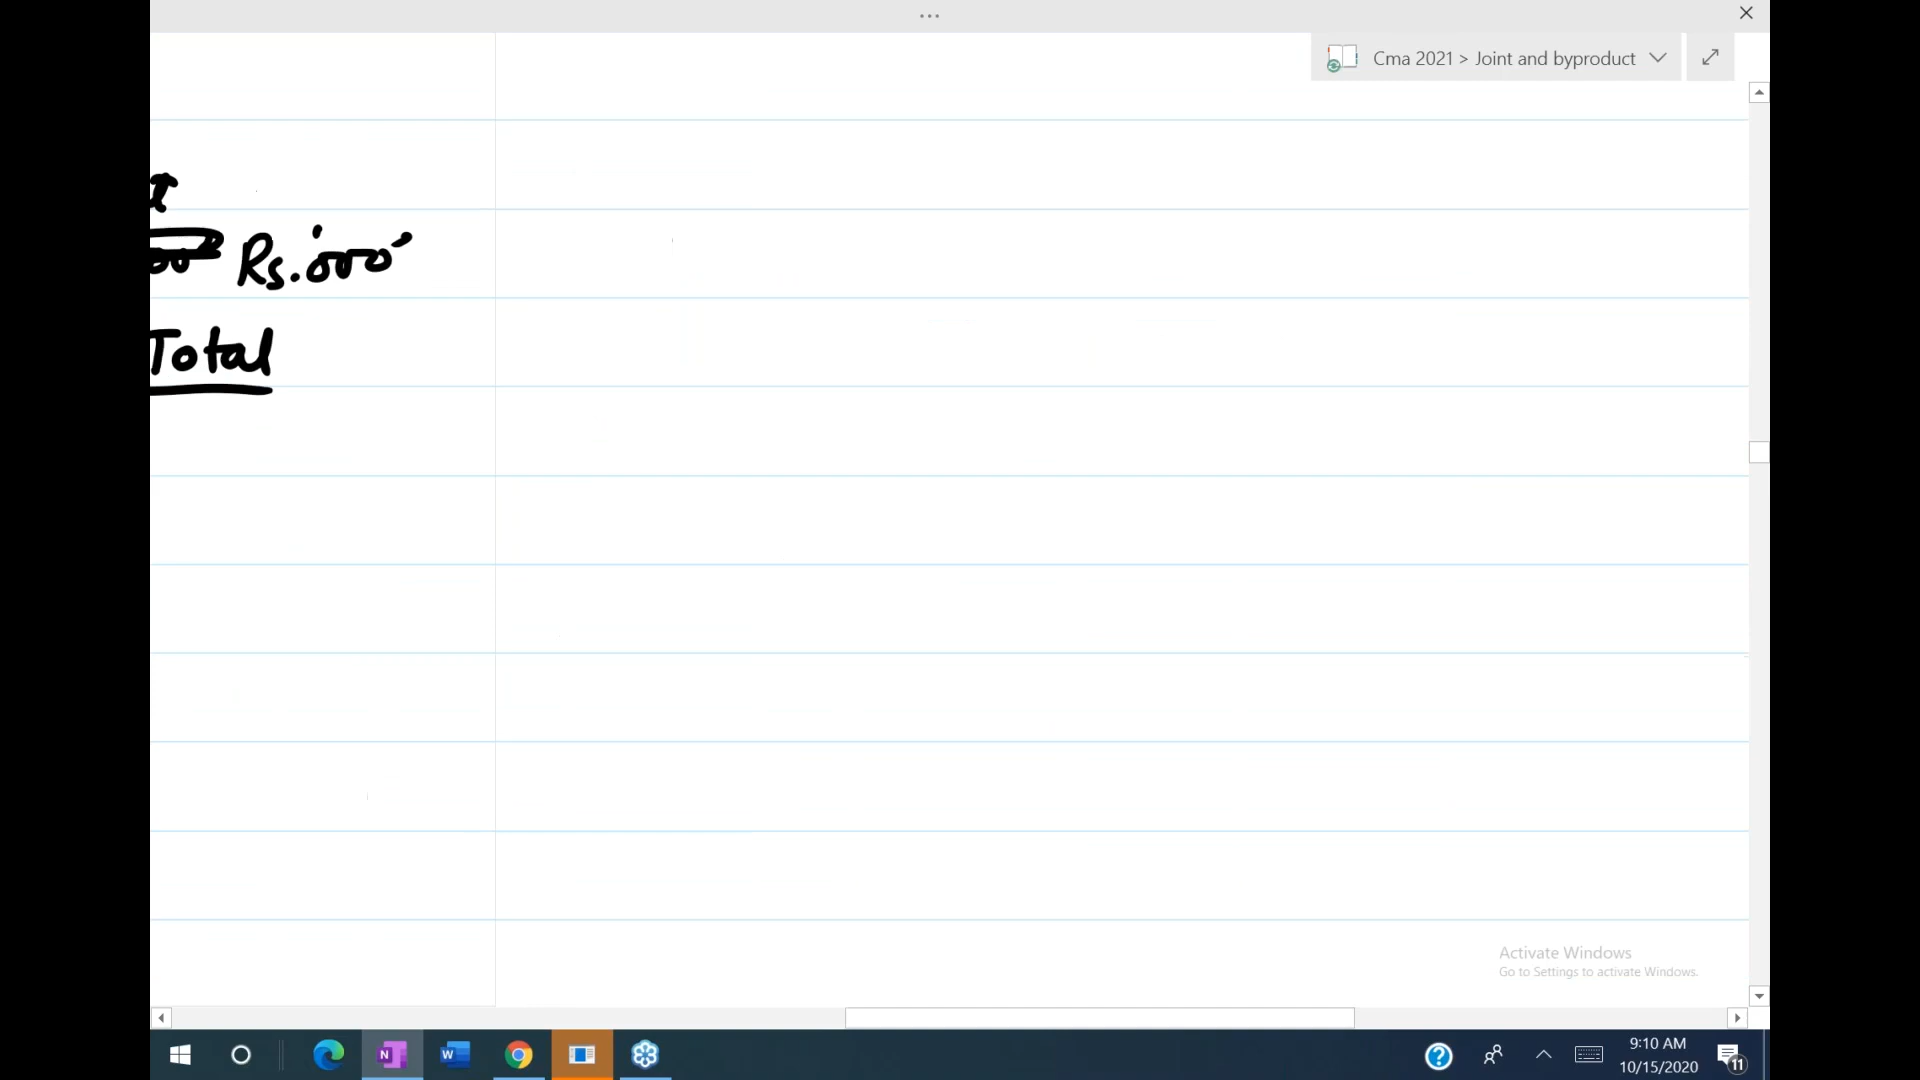 Cma 2021 > Joint and byproduct
Rs.'000'
Total
Activate Windows
Go to Settings to activate Windows.
9:10 AM
10/15/2020
11